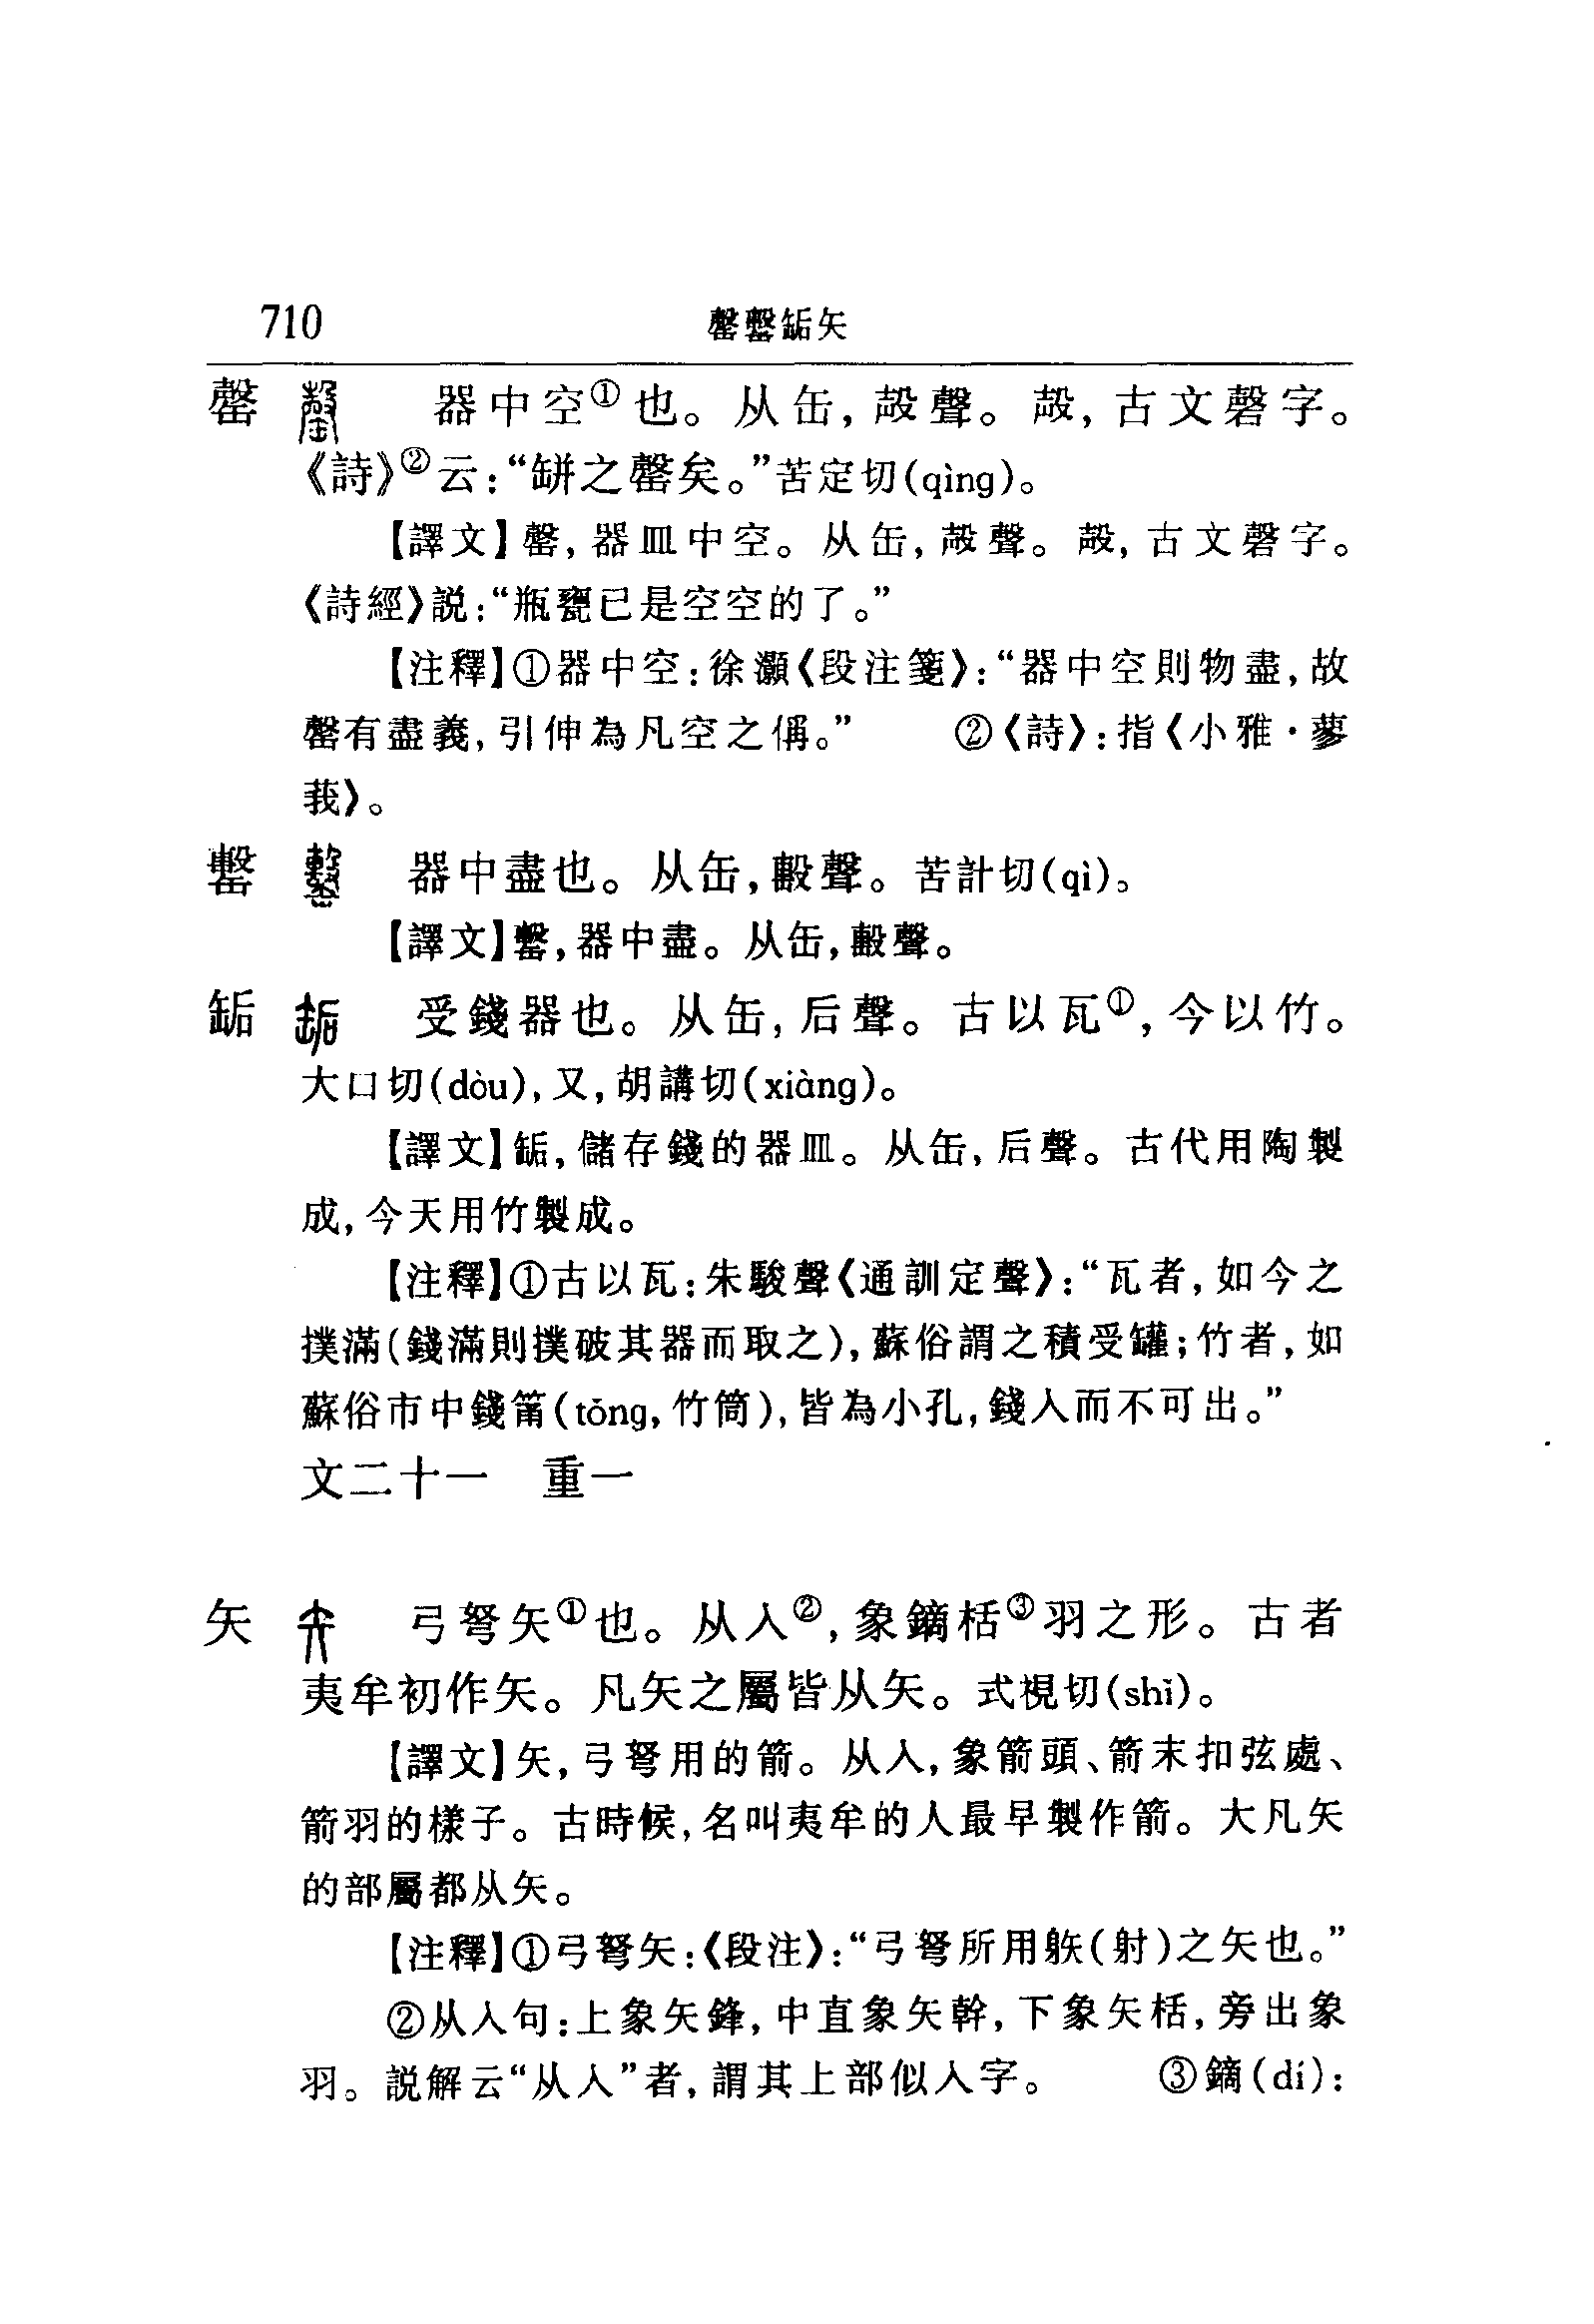 710 罄罊缿矢
罄 器中空①也。从缶，殸聲。殸，古文磬字。
《詩》②云：“缾之罄矣。”苦定切(qìng)。
【譯文】罄，器皿中空。从缶，殸聲。殸，古文磬字。
《詩經》説：“瓶甕已是空空的了。”
【注釋】①器中空：徐灝《段注箋》：“器中空則物盡，故
罄有盡義，引伸為凡空之偁。” ②《詩》：指《小雅·蓼
莪》。
罊 器中盡也。从缶，毄聲。苦計切(qì)。
【譯文】罊，器中盡。从缶，毄聲。
缿 受錢器也。从缶，后聲。古以瓦①，今以竹。
大口切(dòu)，又，胡講切(xiàng)。
【譯文】缿，儲存錢的器皿。从缶，后聲。古代用陶製
成，今天用竹製成。
【注釋】①古以瓦：朱駿聲《通訓定聲》：“瓦者，如今之
撲滿(錢滿則撲破其器而取之)，蘇俗謂之積受罐；竹者，如
蘇俗市中錢筩(tǒng，竹筒)，皆為小孔，錢入而不可出。”
文二十一 重一
矢 弓弩矢①也。从入②，象鏑栝③羽之形。古者
夷牟初作矢。凡矢之屬皆从矢。式視切(shǐ)。
【譯文】矢，弓弩用的箭。从入，象箭頭、箭末扣弦處、
箭羽的樣子。古時候，名叫夷牟的人最早製作箭。大凡矢
的部屬都从矢。
【注釋】①弓弩矢：《段注》：“弓弩所用䠶(射)之矢也。”
②从入句：上象矢鋒，中直象矢幹，下象矢栝，旁出象
羽。説解云“从入”者，謂其上部似入字。 ③鏑(dí)：